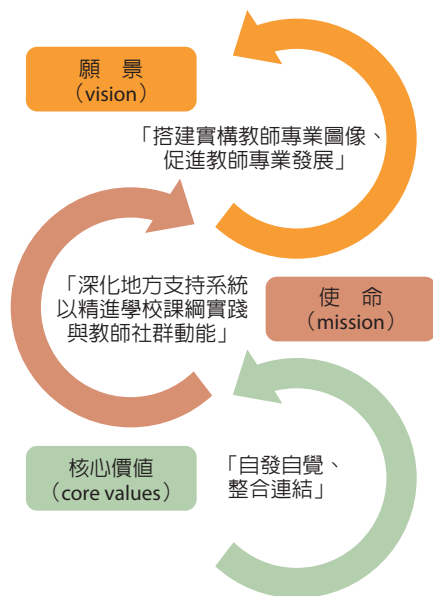 願 景
（vision）
「搭建實構教師專業圖像、
促進教師專業發展」
「深化地方支持系統
以精進學校課綱實踐
與教師社群動能」
使 命
（mission）
核心價值
（core values）
「自發自覺、
整合連結」